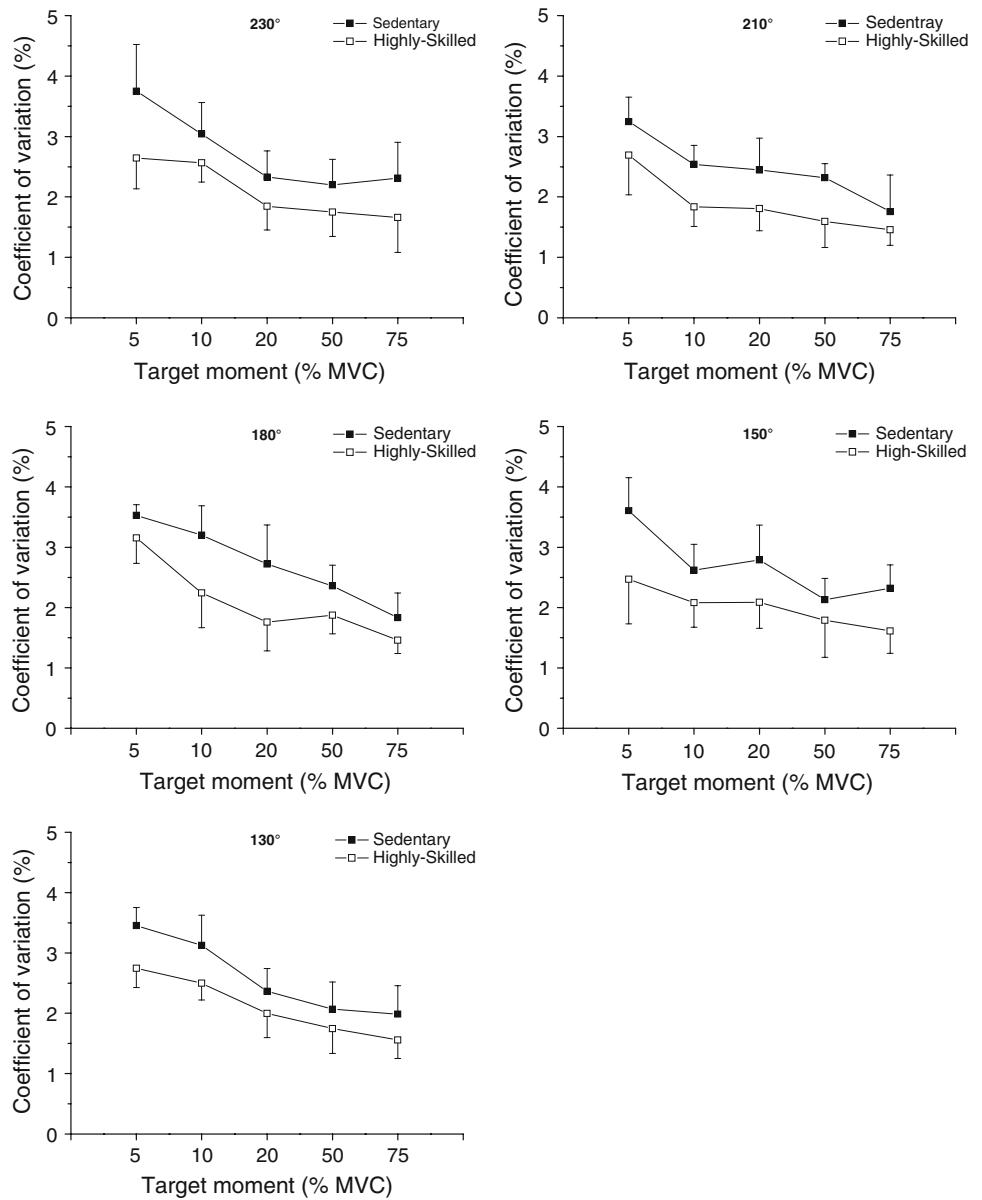 230°
Sedentary
Highly-Skilled
Coefficient of variation (%)
5
4
3
2
1
0
5 10 20 50 75
Target moment (% MVC)
210°
Sedentray
Highly-Skilled
Coefficient of variation (%)
5
4
3
2
1
0
5 10 20 50 75
Target moment (% MVC)
180°
Sedentary
Highly-Skilled
Coefficient of variation (%)
5
4
3
2
1
0
5 10 20 50 75
Target moment (% MVC)
150°
Sedentary
High-Skilled
Coefficient of variation (%)
5
4
3
2
1
0
5 10 20 50 75
Target moment (% MVC)
130°
Sedentary
Highly-Skilled
Coefficient of variation (%)
5
4
3
2
1
0
5 10 20 50 75
Target moment (% MVC)